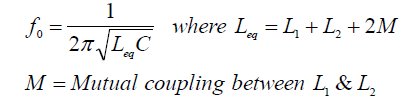 f₀ = 1 / (2π√(L_eq C)) where L_eq = L₁ + L₂ + 2M
M = Mutual coupling between L₁ & L₂